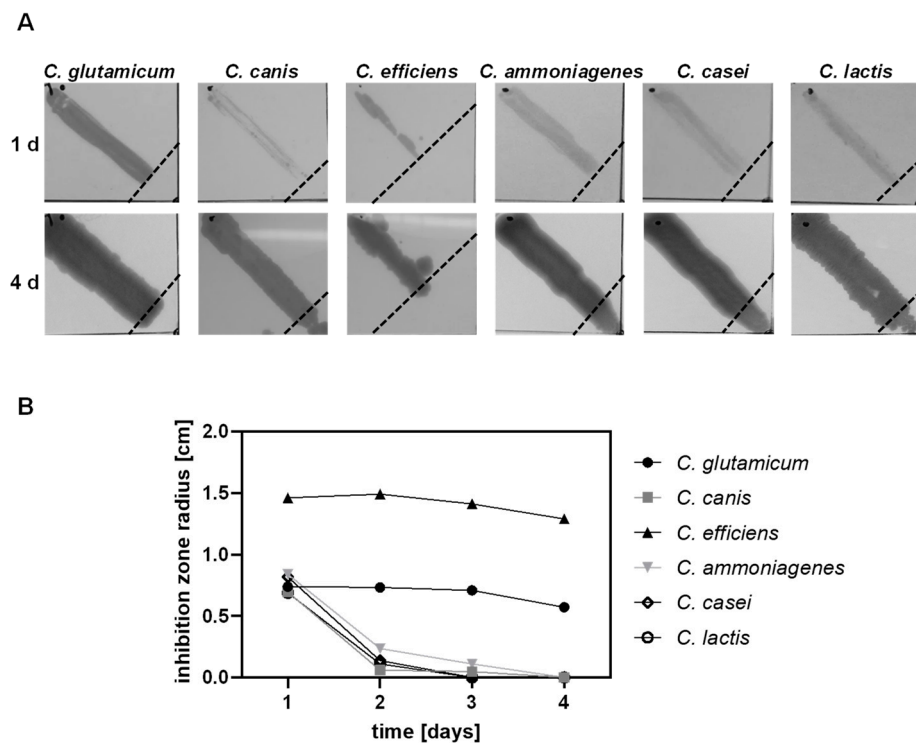 A
C. glutamicum C. canis C. efficiens C. ammoniagenes C. casei C. lactis
1 d
4 d
B
inhibition zone radius [cm]
2.0
1.5
1.0
0.5
0.0
1 2 3 4
time [days]
C. glutamicum
C. canis
C. efficiens
C. ammoniagenes
C. casei
C. lactis